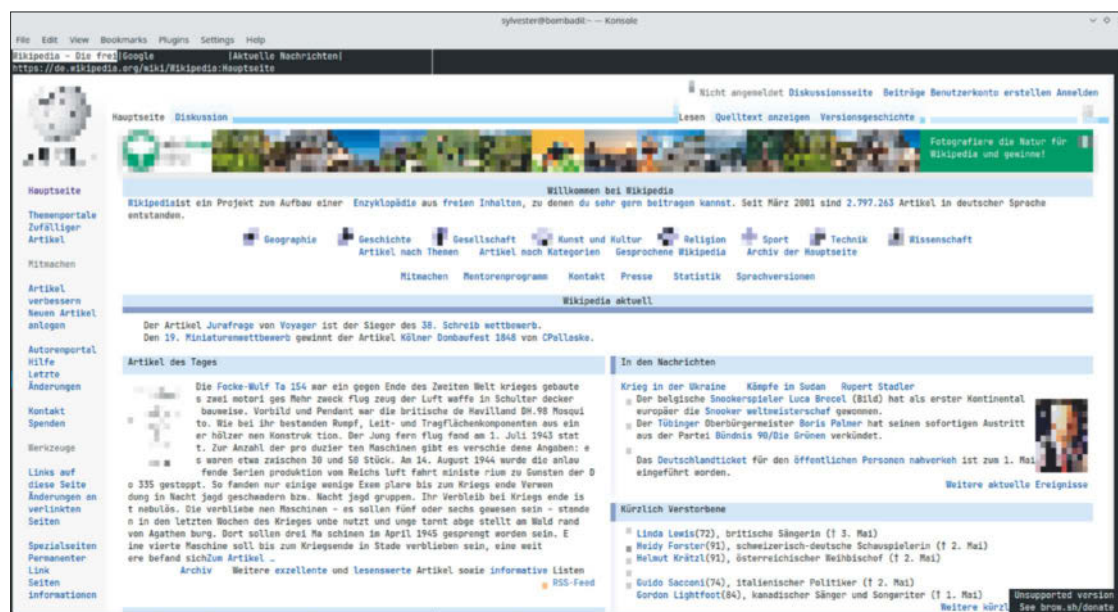 sylvester@bombadil:~ — Konsole
File Edit View Bookmarks Plugins Settings Help
Wikipedia - Die frei|Google |Aktuelle Nachrichten|
https://de.wikipedia.org/wiki/Wikipedia:Hauptseite
Nicht angemeldet Diskussionsseite Beiträge Benutzerkonto erstellen Anmelden
Hauptseite Diskussion Lesen Quelltext anzeigen Versionsgeschichte
Fotografiere die Natur für
Wikipedia und gewinne!
Hauptseite
Themenportale
Zufälliger
Artikel
Mitmachen
Artikel
verbessern
Neuen Artikel
anlegen
Autorenportal
Hilfe
Letzte
Änderungen
Kontakt
Spenden
Werkzeuge
Links auf
diese Seite
Änderungen an
verlinkten
Seiten
Spezialseiten
Permanenter
Link
Seiten
informationen
Willkommen bei Wikipedia
Wikipediaist ein Projekt zum Aufbau einer Enzyklopädie aus freien Inhalten, zu denen du sehr gern beitragen kannst. Seit März 2001 sind 2.797.263 Artikel in deutscher Sprache
entstanden.
Geographie Geschichte Gesellschaft Kunst und Kultur Religion Sport Technik Wissenschaft
Artikel nach Themen Artikel nach Kategorien Gesprochene Wikipedia Archiv der Hauptseite
Mitmachen Mentorenprogramm Kontakt Presse Statistik Sprachversionen
Wikipedia aktuell
Der Artikel Jurafrage von Voyager ist der Sieger des 38. Schreib wettbewerb.
Den 19. Miniaturenwettbewerb gewinnt der Artikel Kölner Dombaufest 1848 von CPalleske.
Artikel des Tages
Die Focke-Wulf Ta 154 war ein gegen Ende des Zweiten Welt krieges gebaute
s zwei motori ges Mehr zweck flug zeug der Luft waffe in Schulter decker
bauweise. Vorbild und Pendant war die britische de Havilland DH.98 Mosqui
to. Wie bei ihr bestanden Rumpf, Leit- und Tragflächenkomponenten aus ein
er hölzer nen Konstruk tion. Der Jung fern flug fand am 1. Juli 1943 stat
t. Zur Anzahl der pro duzier ten Maschinen gibt es verschie dene Angaben: e
s waren etwa zwischen 30 und 50 Stück. Am 14. August 1944 wurde die anlau
fende Serien produktion vom Reichs luft fahrt ministe rium zu Gunsten der D
o 335 gestoppt. So fanden nur einige wenige Exem plare bis zum Kriegs ende Verwen
dung in Nacht jagd geschwadern bzw. Nacht jagd gruppen. Ihr Verbleib bei Kriegs ende is
t nebulös. Die verbliebe nen Maschinen - es sollen fünf oder sechs gewesen sein - stande
n in den letzten Wochen des Krieges unbe nutzt und unge tarnt abge stellt am Wald rand
von Agathen burg. Dort sollen drei Ma schinen im April 1945 gesprengt worden sein. E
ine vierte Maschine soll bis zum Kriegsende in Stade verblieben sein, eine weit
ere befand sichZum Artikel …
Archiv Weitere exzellente und lesenswerte Artikel sowie informative Listen
RSS-Feed
In den Nachrichten
Krieg in der Ukraine Kämpfe in Sudan Rupert Stadler
Der belgische Snookerspieler Luca Brecel (Bild) hat als erster Kontinental
europäer die Snooker weltmeisterschaf gewonnen.
Der Tübinger Oberbürgermeister Boris Palmer hat seinen sofortigen Austritt
aus der Partei Bündnis 90/Die Grünen verkündet.
Das Deutschlandticket für den öffentlichen Personen nahverkeh ist zum 1. Mai
eingeführt worden.
Weitere aktuelle Ereignisse
Kürzlich Verstorbene
Linda Lewis(72), britische Sängerin († 3. Mai)
Heidy Forster(91), schweizerisch-deutsche Schauspielerin († 2. Mai)
Helmut Krätzl(91), österreichischer Weihbischof († 2. Mai)
Guido Sacconi(74), italienischer Politiker († 2. Mai)
Gordon Lightfoot(84), kanadischer Sänger und Songwriter († 1. Mai)
Weitere kürzl
Unsupported version
See brow.sh/donate